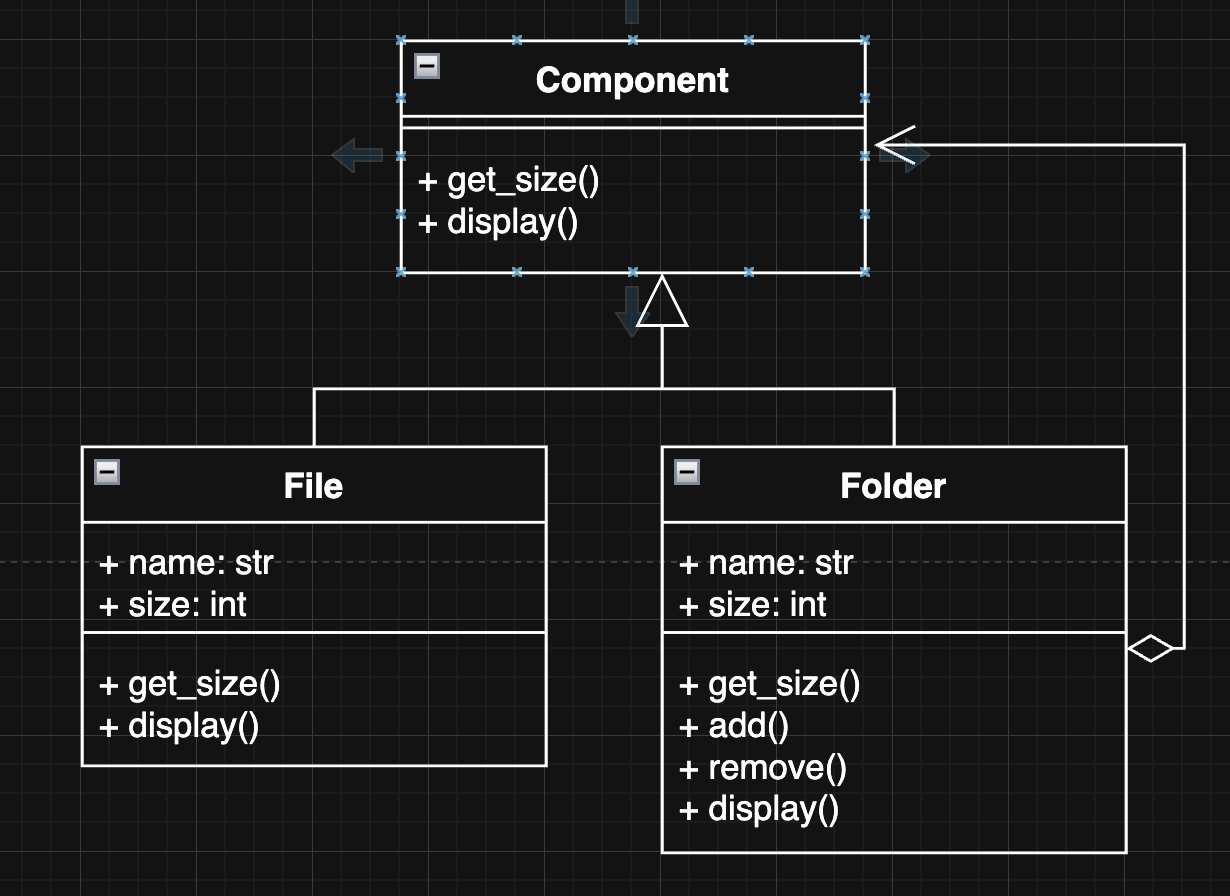 Component
+ get_size()
+ display()
File
+ name: str
+ size: int
+ get_size()
+ display()
Folder
+ name: str
+ size: int
+ get_size()
+ add()
+ remove()
+ display()